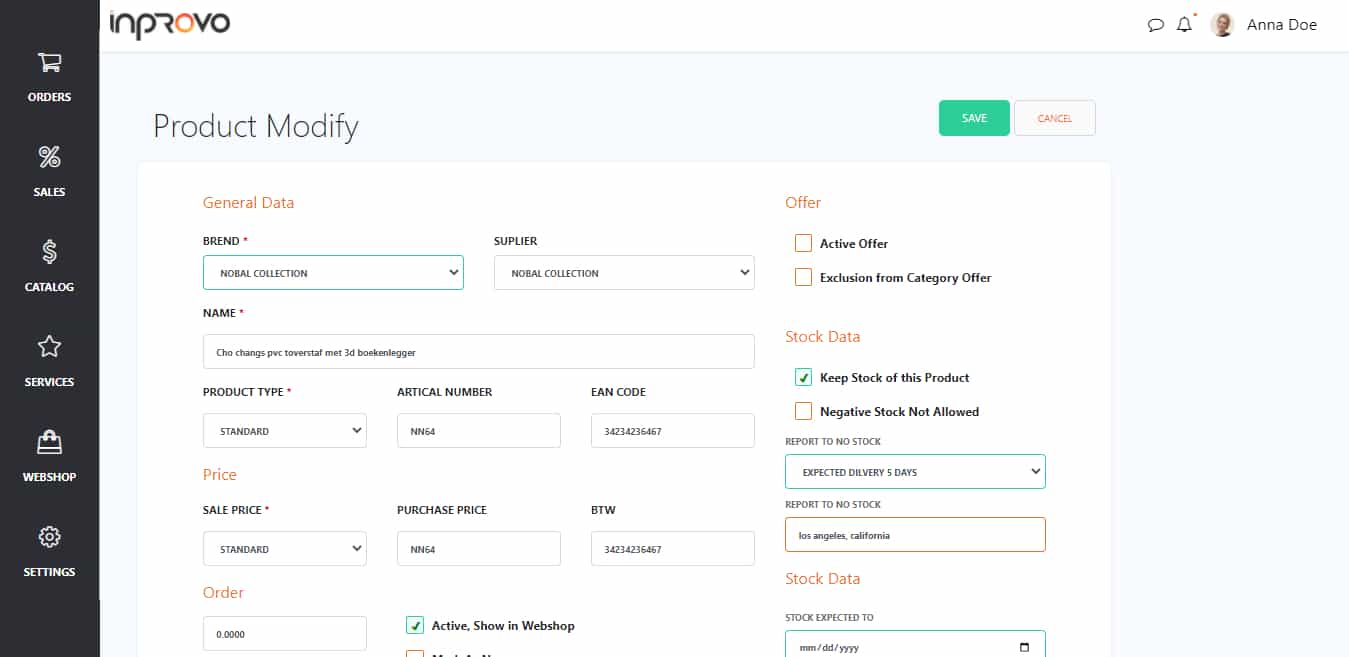 inprovo
Anna Doe
ORDERS
SALES
CATALOG
SERVICES
WEBSHOP
SETTINGS
Product Modify
SAVE
CANCEL
General Data
BREND *
SUPLIER
NOBAL COLLECTION
NOBAL COLLECTION
NAME *
Cho changs pvc toverstaf met 3d boekenlegger
PRODUCT TYPE *
ARTICAL NUMBER
EAN CODE
STANDARD
NN64
34234236467
Price
SALE PRICE *
PURCHASE PRICE
BTW
STANDARD
NN64
34234236467
Order
0.0000
Active, Show in Webshop
Offer
Active Offer
Exclusion from Category Offer
Stock Data
Keep Stock of this Product
Negative Stock Not Allowed
REPORT TO NO STOCK
EXPECTED DILVERY 5 DAYS
REPORT TO NO STOCK
los angeles, california
Stock Data
STOCK EXPECTED TO
mm/dd/yyyy